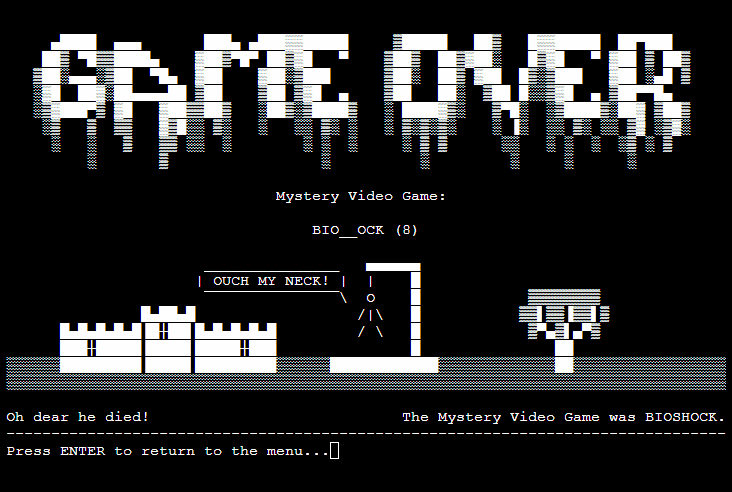 GAME OVER
Mystery Video Game:
BIO__OCK (8)
OUCH MY NECK!
Oh dear he died! The Mystery Video Game was BIOSHOCK.
Press ENTER to return to the menu...